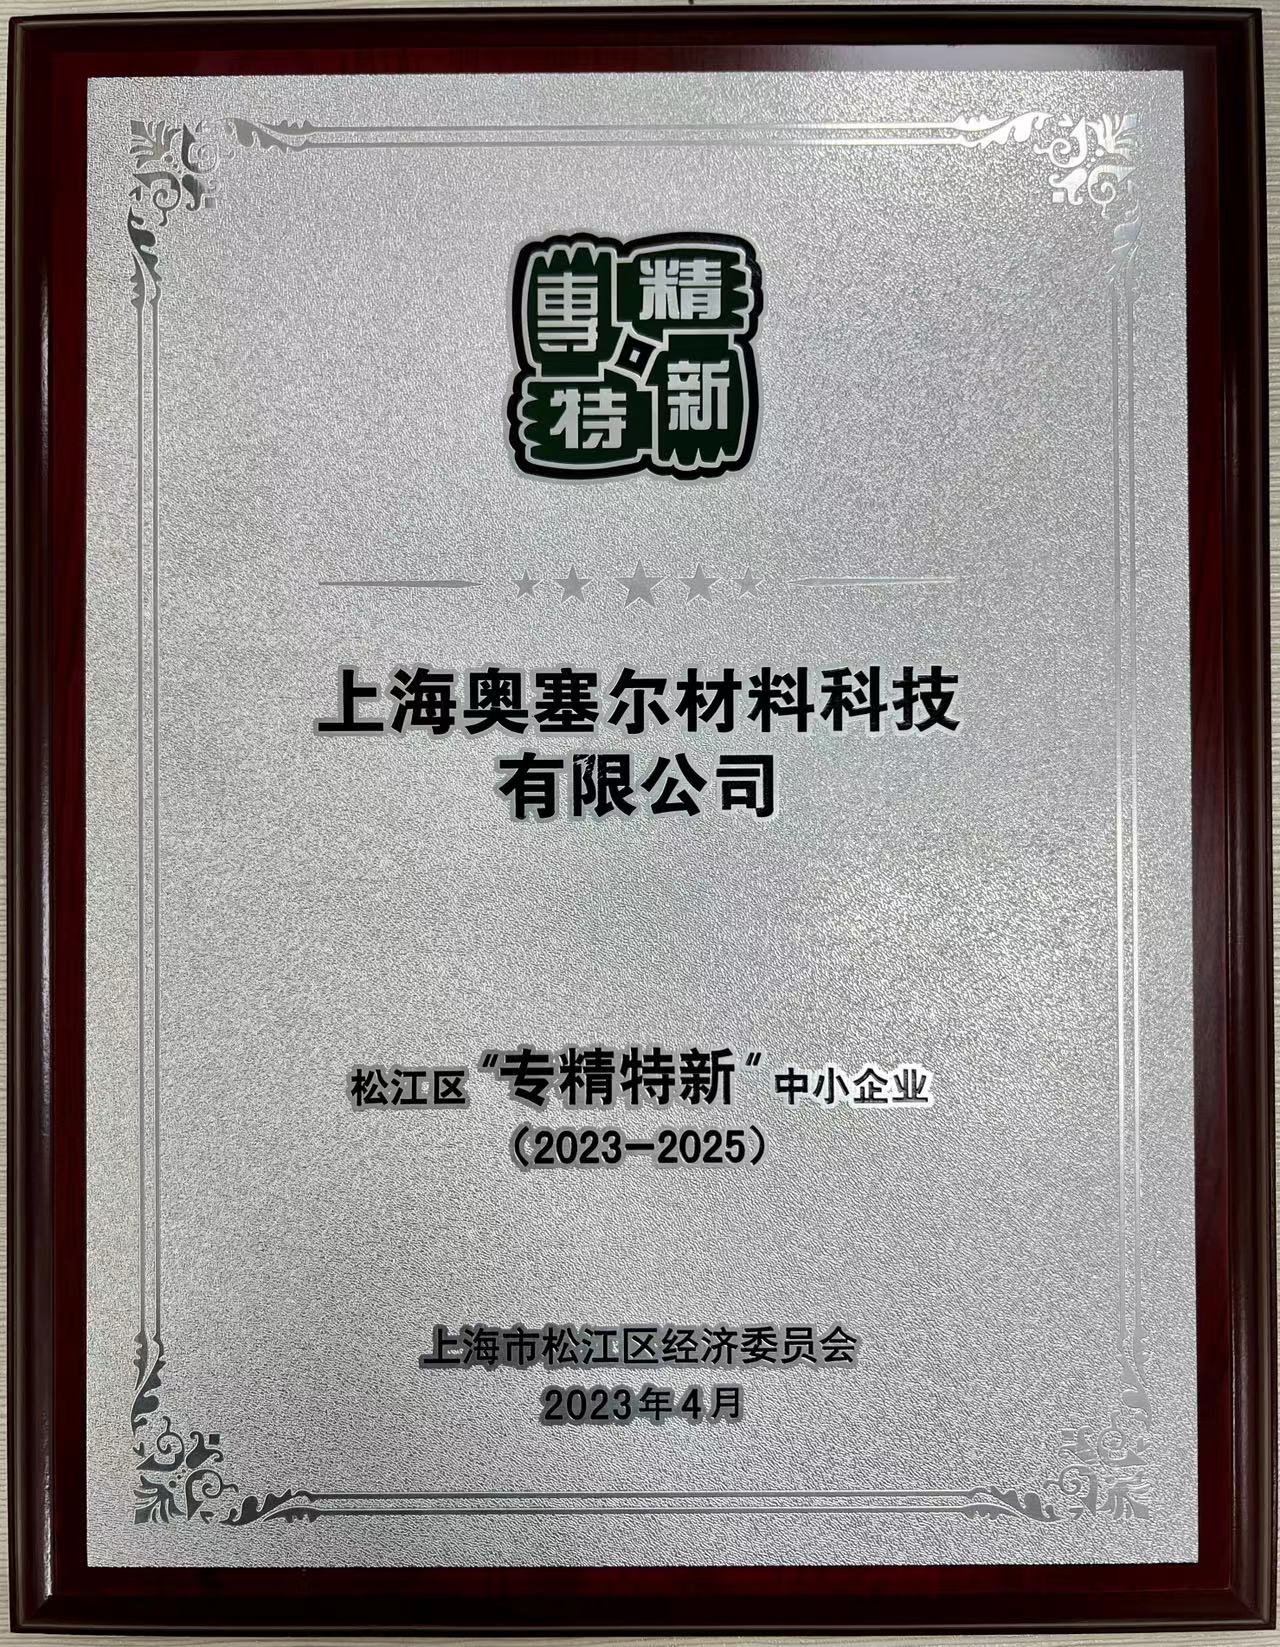 專精特新
上海奥塞尔材料科技
有限公司
松江区“专精特新“中小企业
（2023—2025）
上海市松江区经济委员会
2023年4月